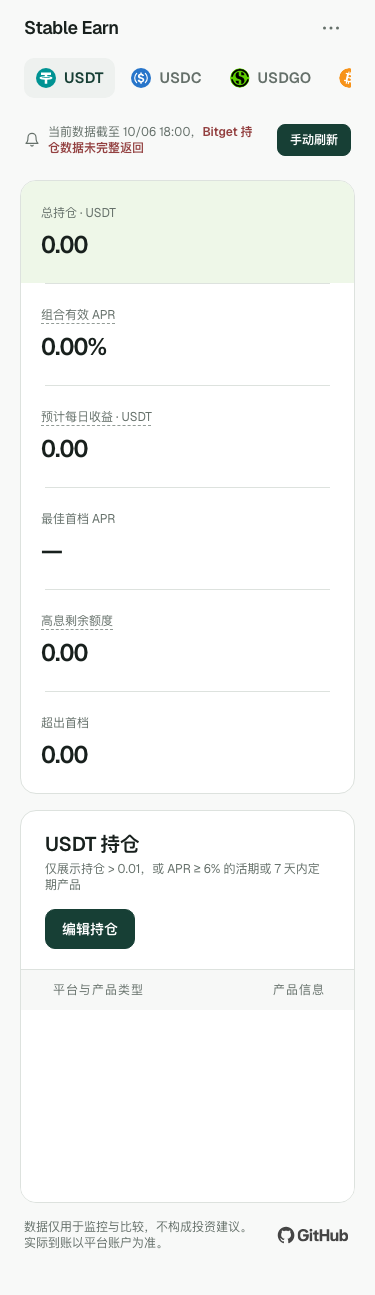 Stable Earn
USDT
USDC
USDGO
当前数据截至 10/06 18:00，Bitget 持
仓数据未完整返回
手动刷新
总持仓 · USDT
0.00
组合有效 APR
0.00%
预计每日收益 · USDT
0.00
最佳首档 APR
—
高息剩余额度
0.00
超出首档
0.00
USDT 持仓
仅展示持仓 > 0.01，或 APR ≥ 6% 的活期或 7 天内定
期产品
编辑持仓
平台与产品类型
产品信息
数据仅用于监控与比较，不构成投资建议。
实际到账以平台账户为准。
GitHub